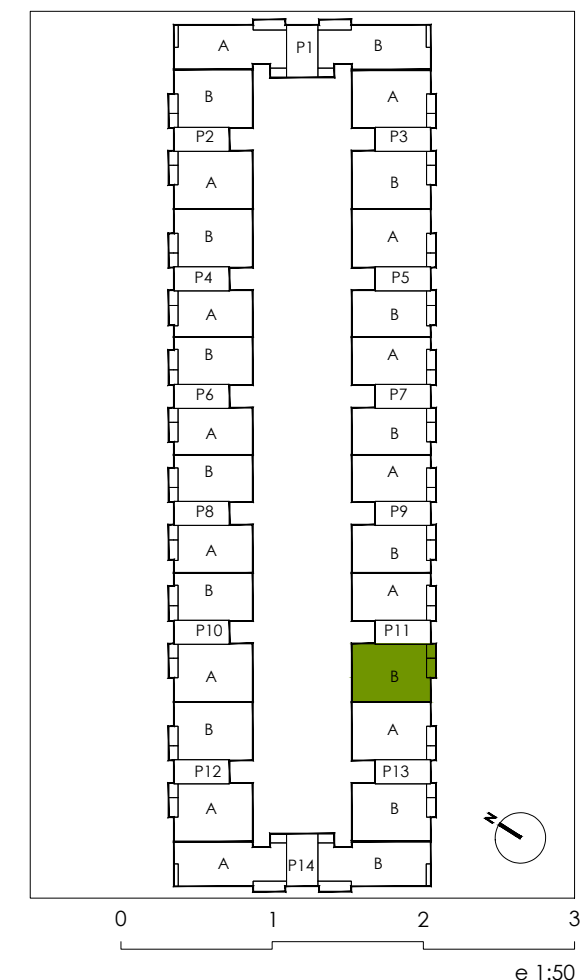 A P1 B
B A
P2 P3
A B
B A
P4 P5
A B
B A
P6 P7
A B
B A
P8 P9
A B
B A
P10 P11
A B
B A
P12 P13
A B
N
A P14 B
0 1 2 3
e 1:50